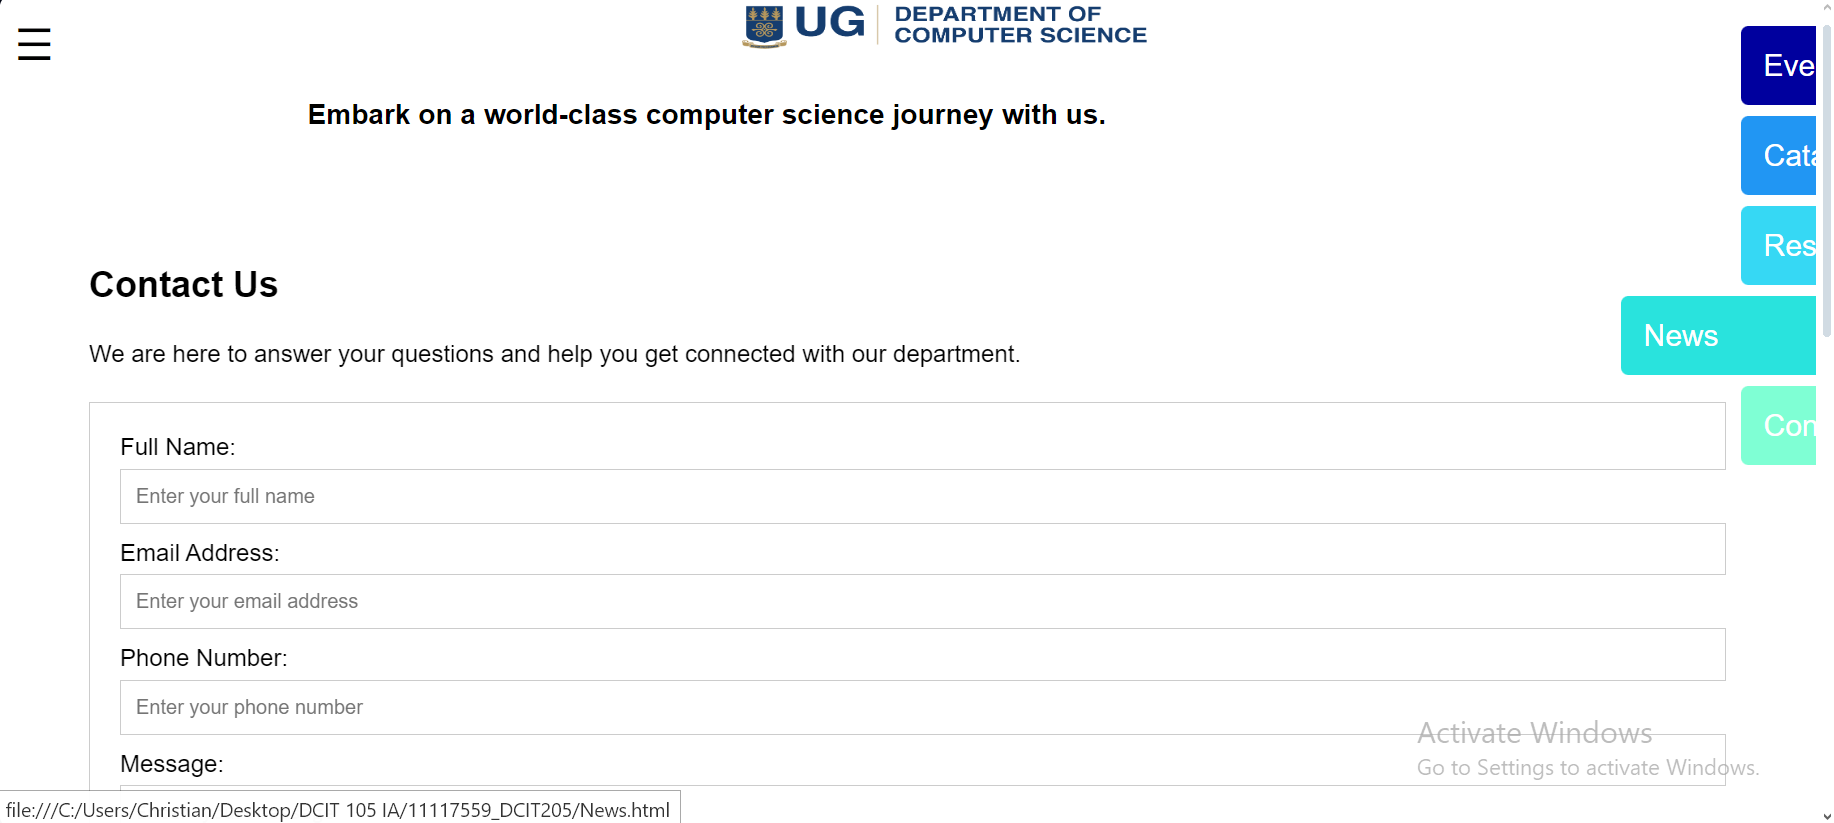 UG
DEPARTMENT OF
COMPUTER SCIENCE
Embark on a world-class computer science journey with us.
Eve
Cata
Res
News
Con
Contact Us
We are here to answer your questions and help you get connected with our department.
Full Name:
Enter your full name
Email Address:
Enter your email address
Phone Number:
Enter your phone number
Message:
Activate Windows
Go to Settings to activate Windows.
file:///C:/Users/Christian/Desktop/DCIT 105 IA/11117559_DCIT205/News.html